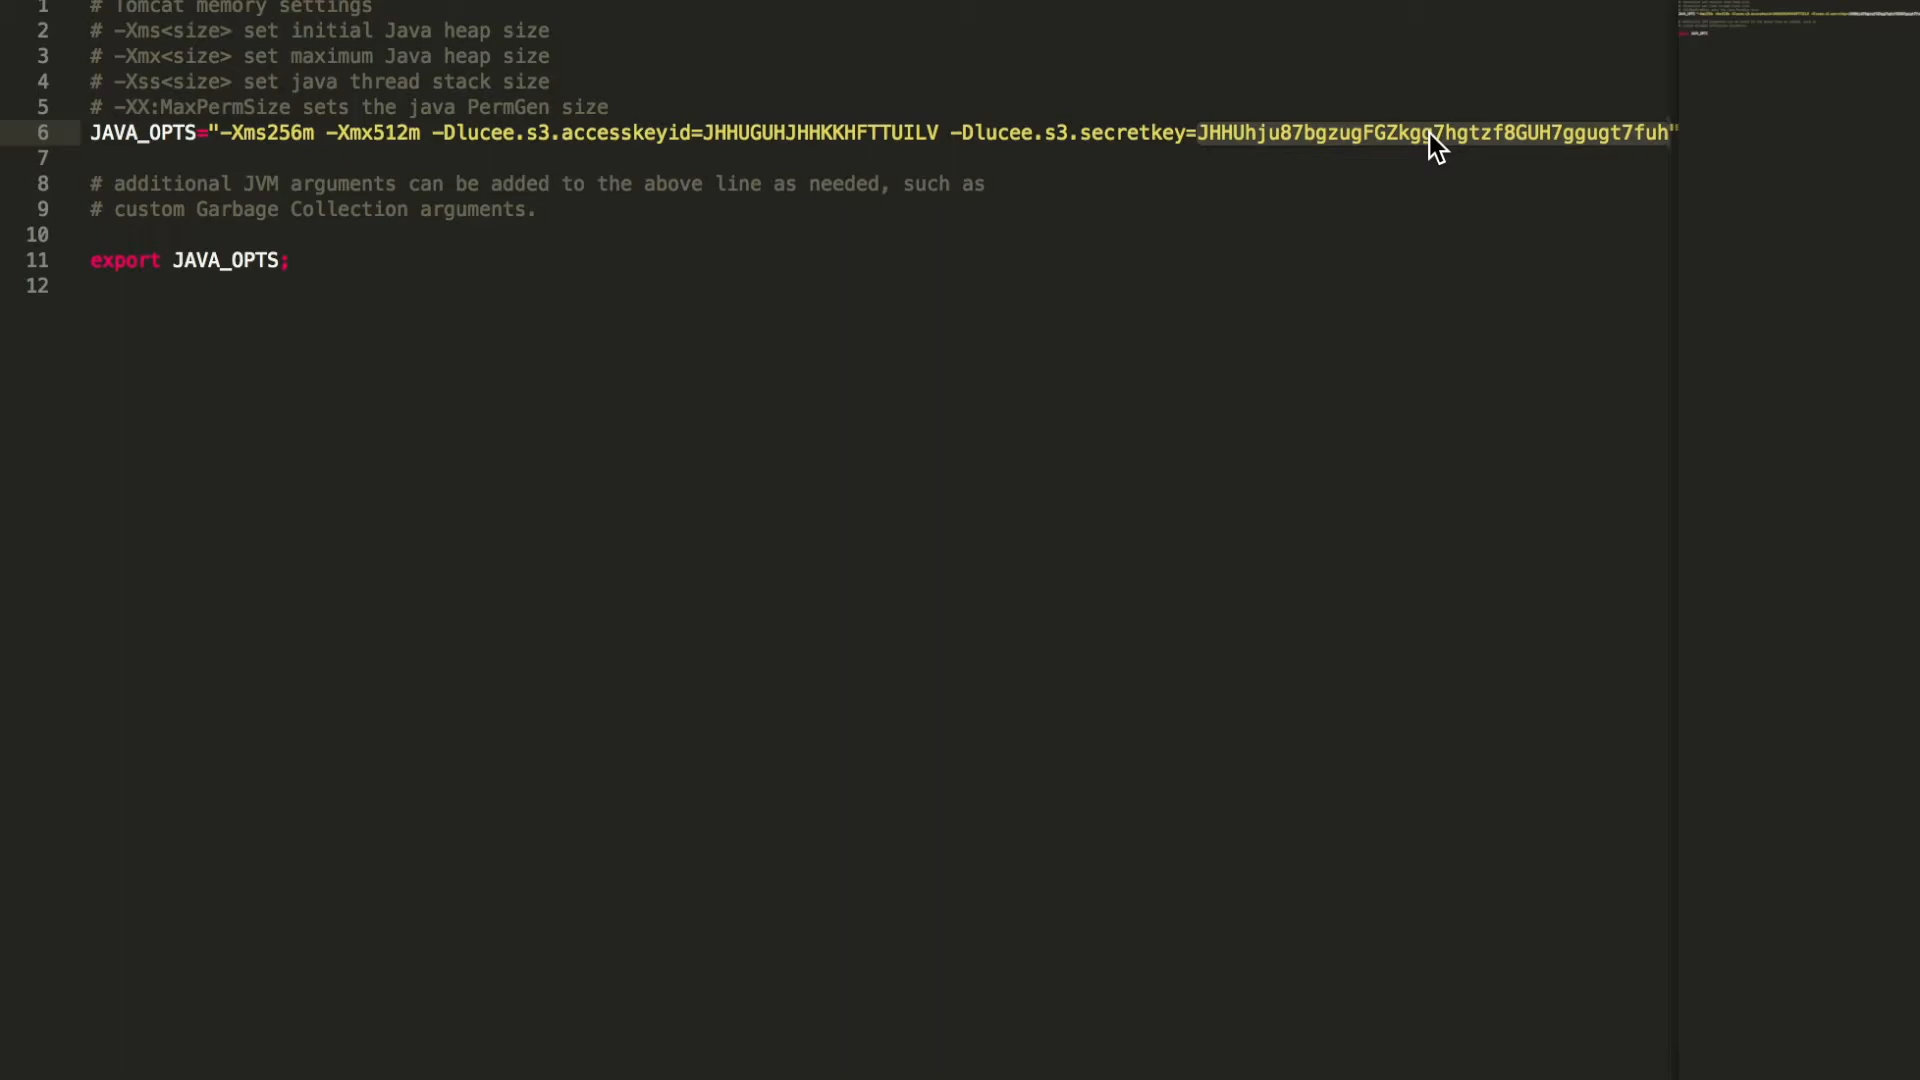 1 # Tomcat memory settings
2 # -Xms<size> set initial Java heap size
3 # -Xmx<size> set maximum Java heap size
4 # -Xss<size> set java thread stack size
5 # -XX:MaxPermSize sets the java PermGen size
6 JAVA_OPTS="-Xms256m -Xmx512m -Dlucee.s3.accesskeyid=JHHUGUHJHHKKHFTTUILV -Dlucee.s3.secretkey=JHHUhju87bgzugFGZkgg7hgtzf8GUH7ggugt7fuh"
7
8 # additional JVM arguments can be added to the above line as needed, such as
9 # custom Garbage Collection arguments.
10
11 export JAVA_OPTS;
12